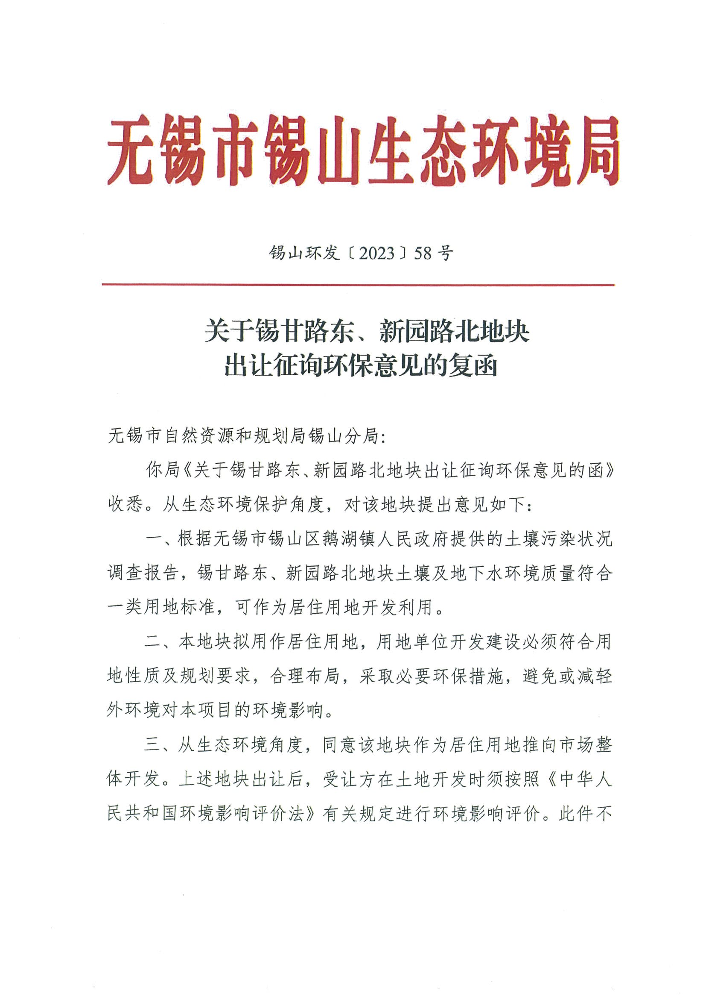 无锡市锡山生态环境局
锡山环发〔2023〕58 号
关于锡甘路东、新园路北地块
出让征询环保意见的复函
无锡市自然资源和规划局锡山分局：
你局《关于锡甘路东、新园路北地块出让征询环保意见的函》
收悉。从生态环境保护角度，对该地块提出意见如下：
一、根据无锡市锡山区鹅湖镇人民政府提供的土壤污染状况
调查报告，锡甘路东、新园路北地块土壤及地下水环境质量符合
一类用地标准，可作为居住用地开发利用。
二、本地块拟用作居住用地，用地单位开发建设必须符合用
地性质及规划要求，合理布局，采取必要环保措施，避免或减轻
外环境对本项目的环境影响。
三、从生态环境角度，同意该地块作为居住用地推向市场整
体开发。上述地块出让后，受让方在土地开发时须按照《中华人
民共和国环境影响评价法》有关规定进行环境影响评价。此件不